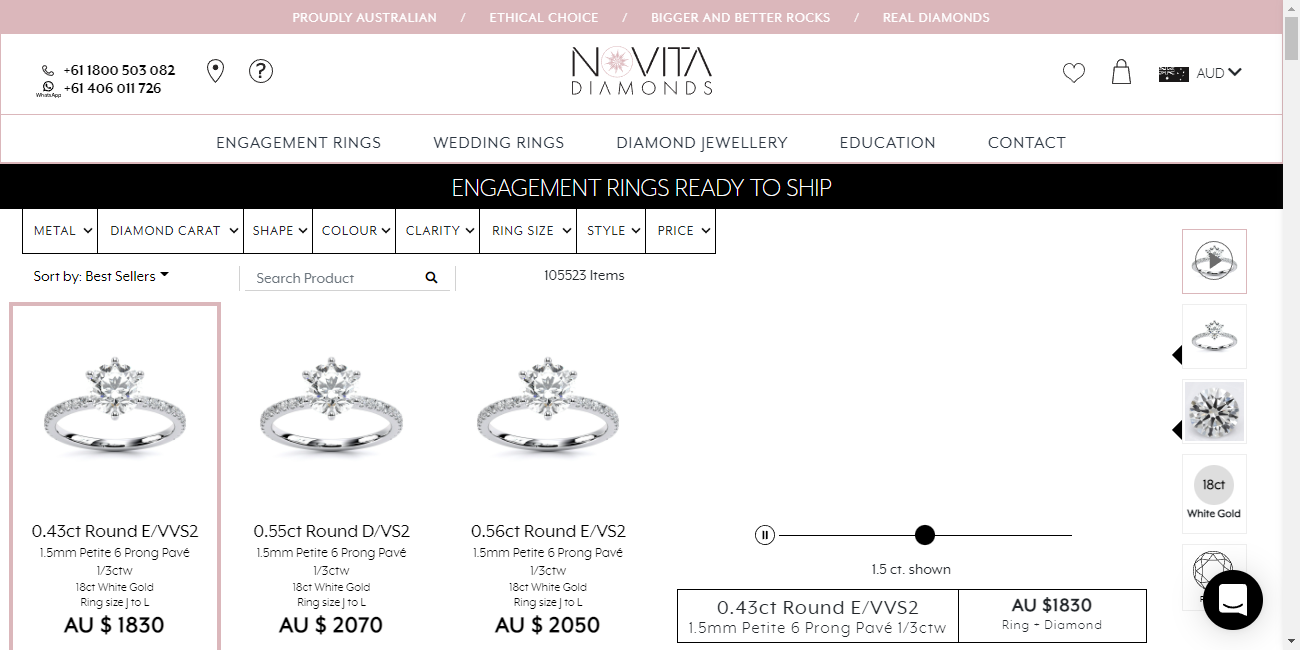 PROUDLY AUSTRALIAN / ETHICAL CHOICE / BIGGER AND BETTER ROCKS / REAL DIAMONDS
+61 1800 503 082
WhatsApp +61 406 011 726
?
NOVITA
DIAMONDS
AUD
ENGAGEMENT RINGS WEDDING RINGS DIAMOND JEWELLERY EDUCATION CONTACT
ENGAGEMENT RINGS READY TO SHIP
METAL DIAMOND CARAT SHAPE COLOUR CLARITY RING SIZE STYLE PRICE
Sort by: Best Sellers
Search Product
105523 Items
0.43ct Round E/VVS2
1.5mm Petite 6 Prong Pavé
1/3ctw
18ct White Gold
Ring size J to L
AU $ 1830
0.55ct Round D/VS2
1.5mm Petite 6 Prong Pavé
1/3ctw
18ct White Gold
Ring size J to L
AU $ 2070
0.56ct Round E/VS2
1.5mm Petite 6 Prong Pavé
1/3ctw
18ct White Gold
Ring size J to L
AU $ 2050
1.5 ct. shown
0.43ct Round E/VVS2
1.5mm Petite 6 Prong Pavé 1/3ctw
AU $1830
Ring + Diamond
18ct
White Gold